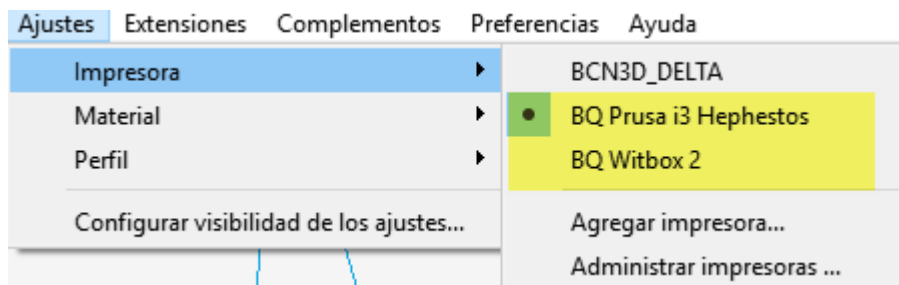 Ajustes Extensiones Complementos Preferencias Ayuda
Impresora
Material
Perfil
Configurar visibilidad de los ajustes...
BCN3D_DELTA
BQ Prusa i3 Hephestos
BQ Witbox 2
Agregar impresora...
Administrar impresoras ...